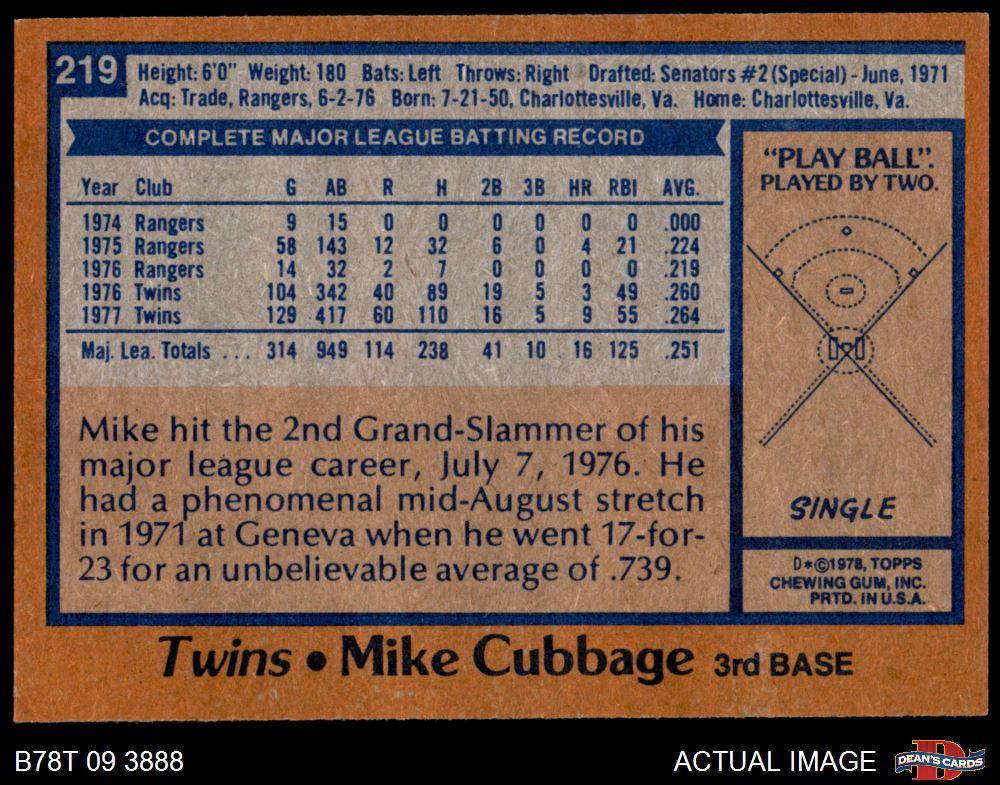 219
Height: 6'0" Weight: 180 Bats: Left Throws: Right Drafted: Senators #2 (Special) - June, 1971
Acq: Trade, Rangers, 6-2-76 Born: 7-21-50, Charlottesville, Va. Home: Charlottesville, Va.
COMPLETE MAJOR LEAGUE BATTING RECORD
Year Club G AB R H 2B 3B HR RBI AVG.
1974 Rangers 9 15 0 0 0 0 0 0 .000
1975 Rangers 58 143 12 32 6 0 4 21 .224
1976 Rangers 14 32 2 7 0 0 0 0 .219
1976 Twins 104 342 40 89 19 5 3 49 .260
1977 Twins 129 417 60 110 16 5 9 55 .264
Maj. Lea. Totals ... 314 949 114 238 41 10 16 125 .251
Mike hit the 2nd Grand-Slammer of his
major league career, July 7, 1976. He
had a phenomenal mid-August stretch
in 1971 at Geneva when he went 17-for-
23 for an unbelievable average of .739.
"PLAY BALL".
PLAYED BY TWO.
SINGLE
D*©1978, TOPPS
CHEWING GUM, INC.
PRTD. IN U.S.A.
Twins • Mike Cubbage 3rd BASE
B78T 09 3888
ACTUAL IMAGE
D
DEAN'S CARDS